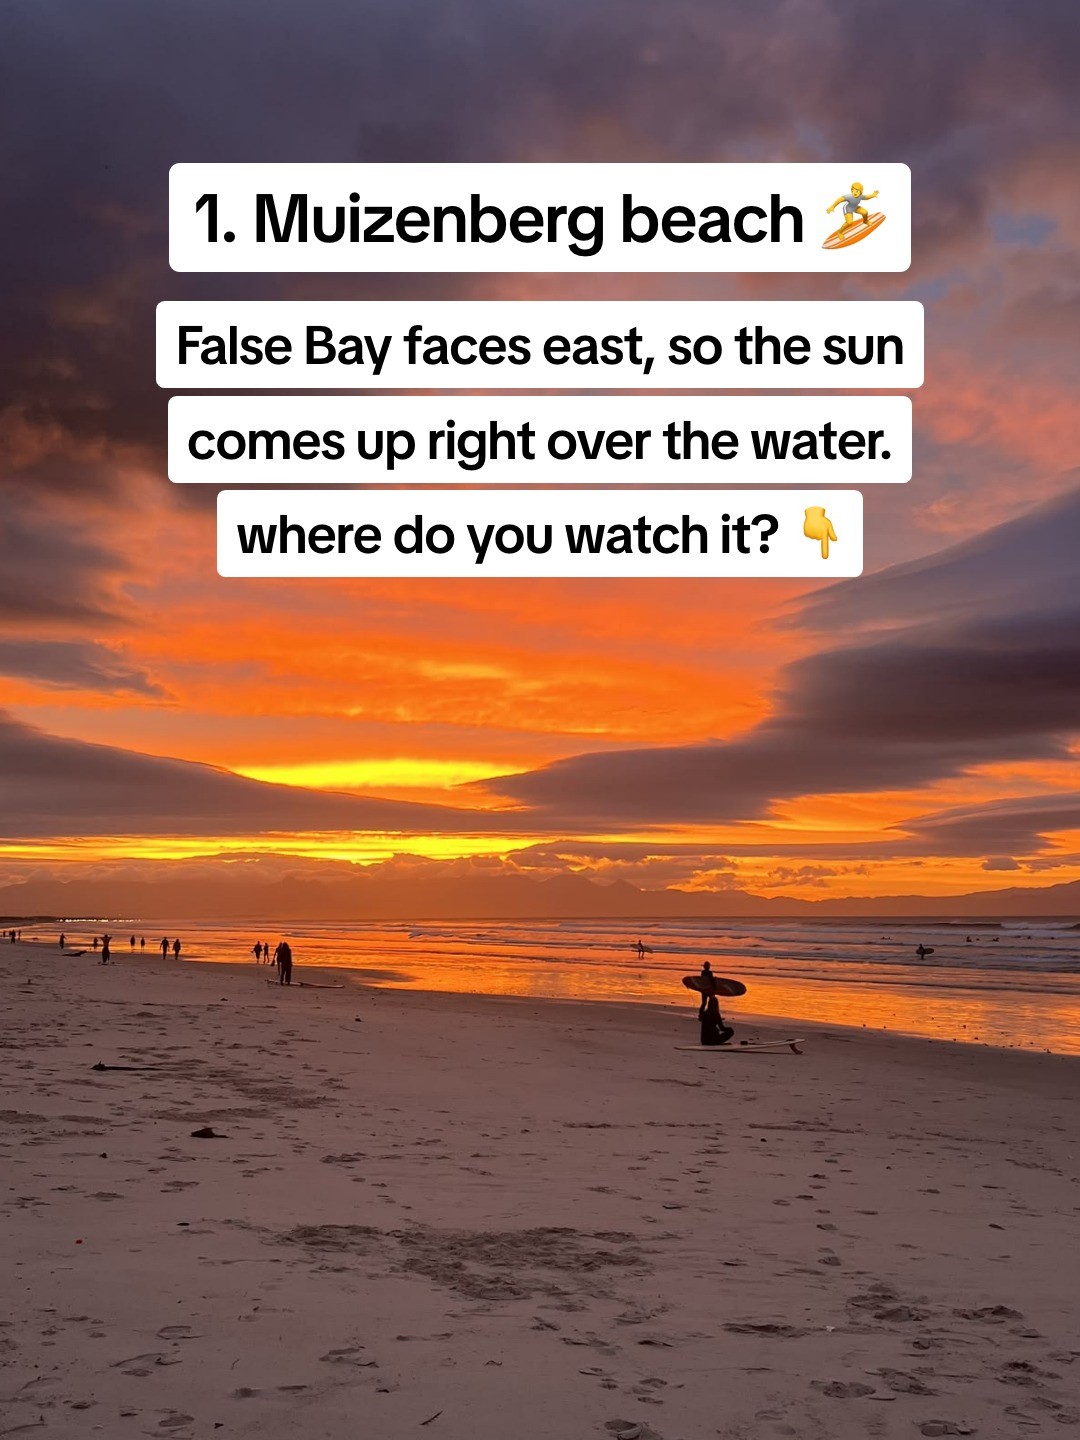 1. Muizenberg beach 🏄
False Bay faces east, so the sun
comes up right over the water.
where do you watch it? 👇